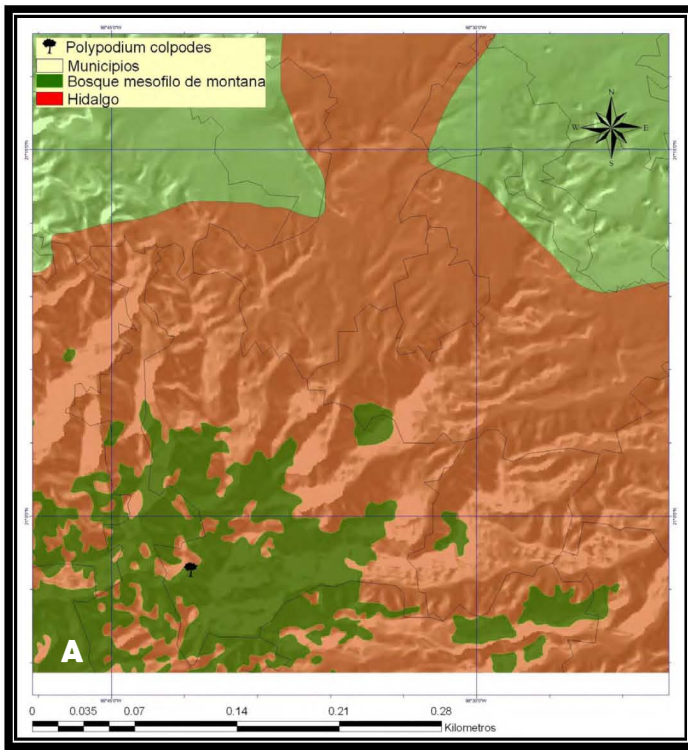 Polypodium colpodes
Municipios
Bosque mesofilo de montana
Hidalgo
N
W E
S
A
0 0.035 0.07 0.14 0.21 0.28
Kilometros